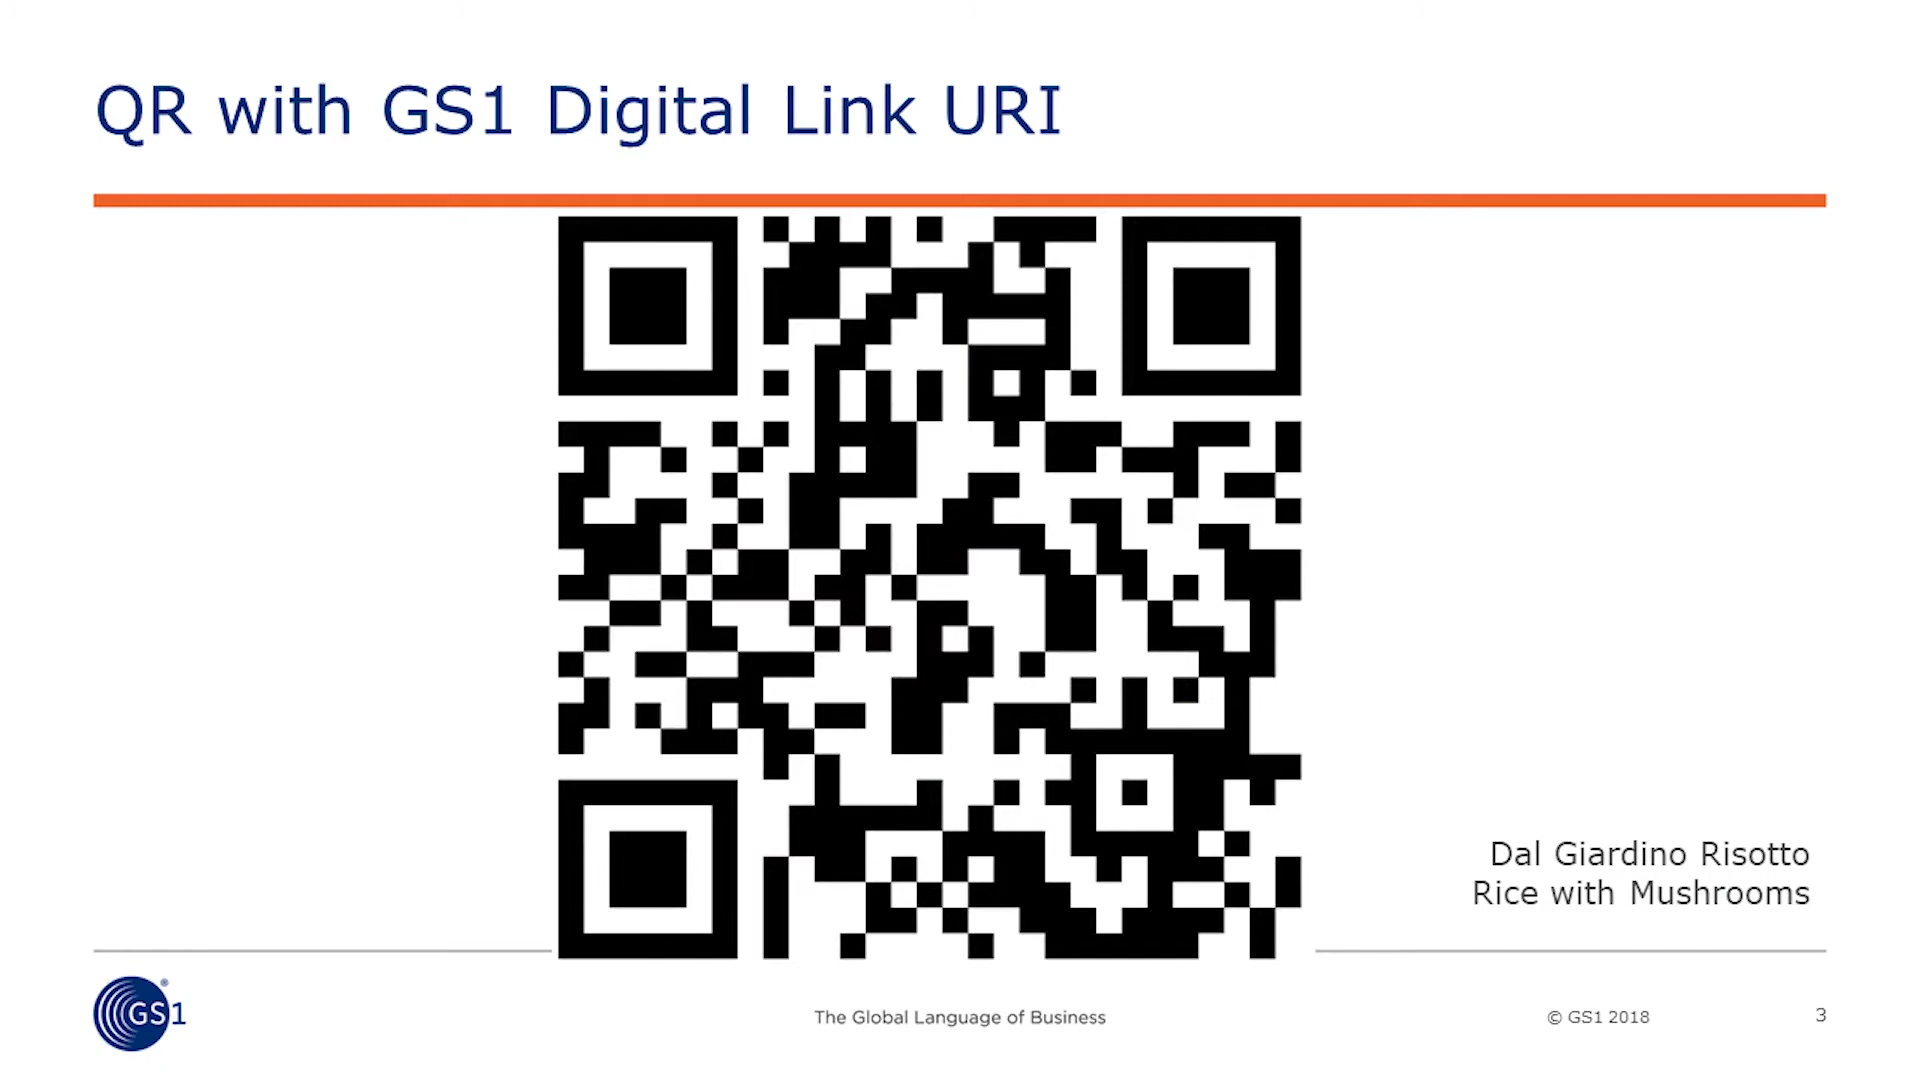 QR with GS1 Digital Link URI
Dal Giardino Risotto
Rice with Mushrooms
GS1®
The Global Language of Business
© GS1 2018
3